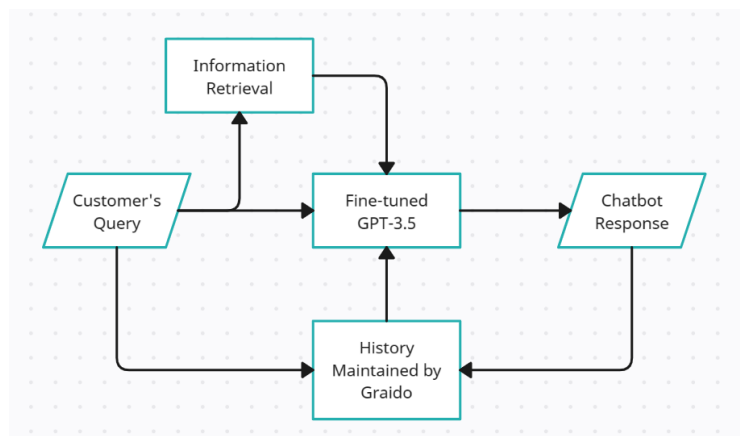 Information
Retrieval
Customer's
Query
Fine-tuned
GPT-3.5
Chatbot
Response
History
Maintained by
Graido